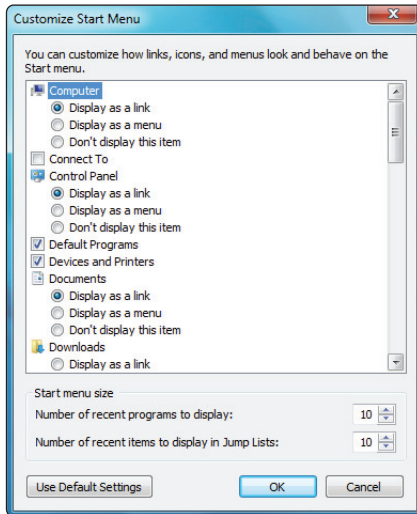 Customize Start Menu
You can customize how links, icons, and menus look and behave on the
Start menu.
Computer
Display as a link
Display as a menu
Don't display this item
Connect To
Control Panel
Display as a link
Display as a menu
Don't display this item
Default Programs
Devices and Printers
Documents
Display as a link
Display as a menu
Don't display this item
Downloads
Display as a link
Start menu size
Number of recent programs to display: 10
Number of recent items to display in Jump Lists: 10
Use Default Settings OK Cancel